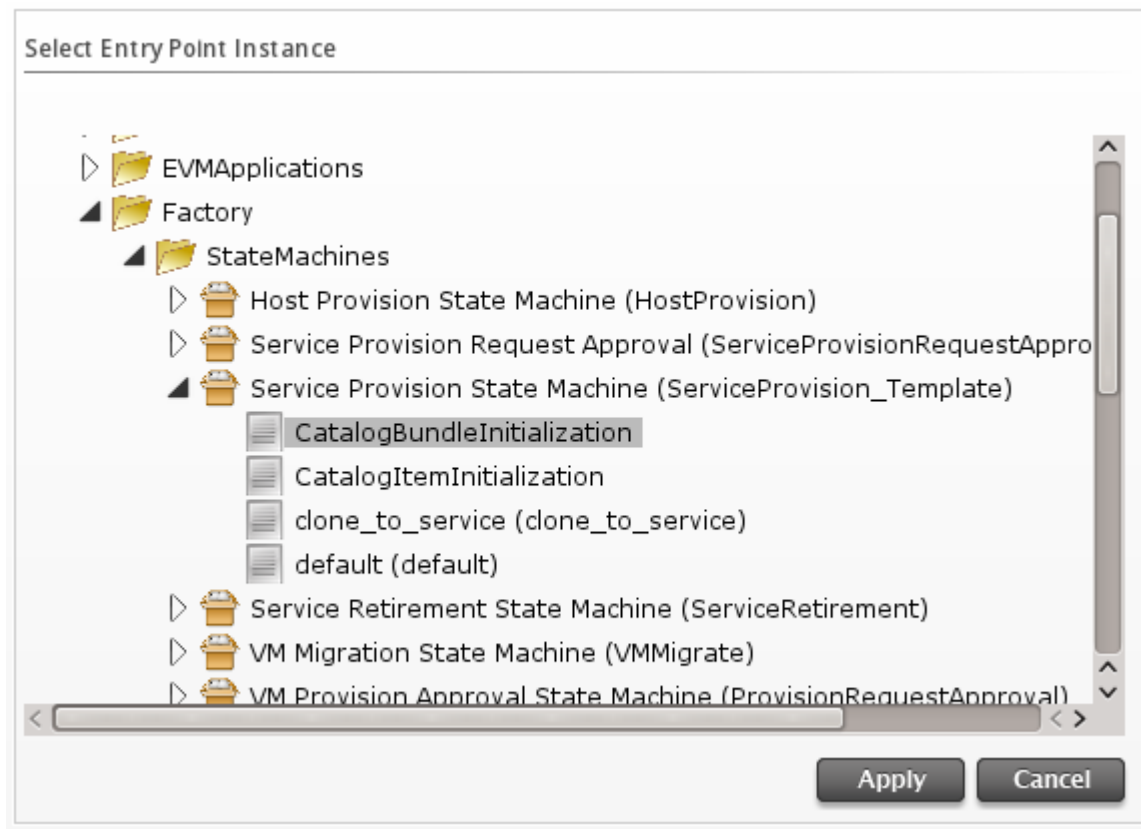 Select Entry Point Instance
EVMApplications
Factory
StateMachines
Host Provision State Machine (HostProvision)
Service Provision Request Approval (ServiceProvisionRequestAppro
Service Provision State Machine (ServiceProvision_Template)
CatalogBundleInitialization
CatalogItemInitialization
clone_to_service (clone_to_service)
default (default)
Service Retirement State Machine (ServiceRetirement)
VM Migration State Machine (VMMigrate)
VM Provision Approval State Machine (ProvisionRequestApproval)
Apply Cancel